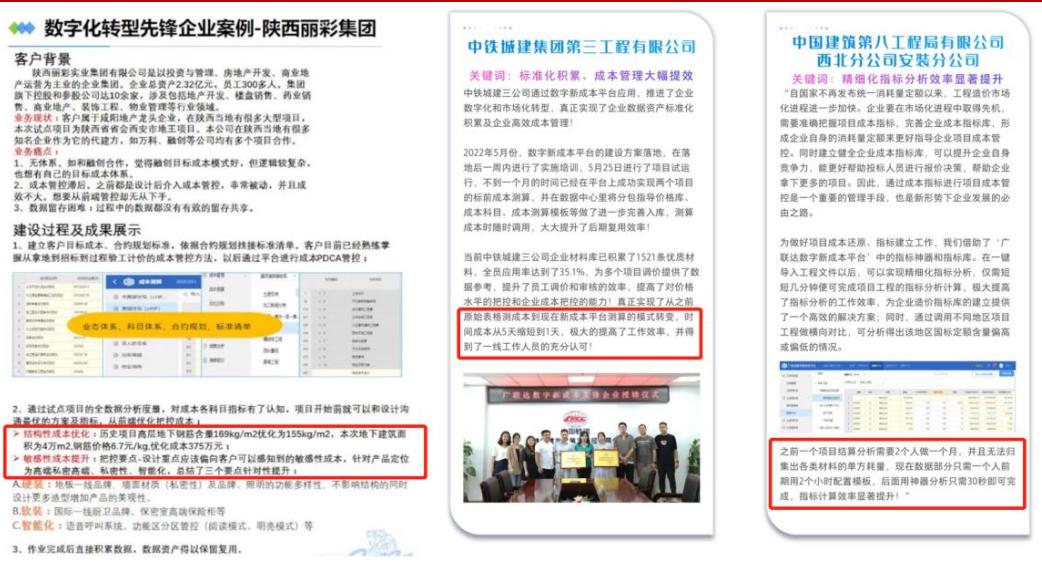 数字化转型先锋企业案例-陕西丽彩集团
客户背景
陕西丽彩实业集团有限公司是以投资与管理、房地产开发、商业地
产运营为主业的企业集团。企业总资产2.32亿元，员工300多人。集团
旗下控股和参股公司达10余家，涉及包括地产开发、楼盘销售、药业销
售、商业地产、装饰工程、物业管理等行业领域。
业务现状：客户属于咸阳地产龙头企业，在陕西当地有很多大型项目，
本次试点项目为陕西省省会西安市地王项目。本公司在陕西当地有很多
知名企业作为它的代建方，如万科、融创等公司均有多个项目合作。
业务痛点：
1、无体系。如和融创合作，觉得融创目标成本模式好，但逻辑较复杂，
也想有自己的目标成本体系。
2、成本管控滞后。之前都是设计后介入成本管控，非常被动，并且成
效不大。想要从前端管控却无从下手。
3、数据留存困难：过程中的数据都没有有效的留存共享。
建设过程及成果展示
1、建立客户目标成本、合约规划标准，依据合约规划挂接标准清单。客户目前已经熟练掌
握从拿地到招标到过程验工计价的成本管控方法，以后通过平台进行成本PDCA管控；
业态体系、科目体系、合约规划、标准清单
2、通过试点项目的全数据分析度量，对成本各科目指标有了认知，项目开始前就可以和设计沟
通最优的方案及指标，从前端优化把控成本；
结构性成本优化：历史项目高层地下钢筋含量169kg/m2优化为155kg/m2，本次地下建筑面
积为4万m2,钢筋价格6.7元/kg,优化成本375万元；
敏感性成本提升：把控要点-设计重点应该偏向客户可以感知到的敏感性成本，针对产品定位
为高端私密高端、私密性、智能化，总结了三个要点针对性提升：
A.硬装：地板一线品牌、墙面材质（私密性）及品牌、照明的功能多样性，不影响结构的同时
设计更多造型增加产品的美观性。
B.软装：国际一线厨卫品牌、保密室高端保险柜等
C.智能化：语音呼叫系统、功能区分区管控（阅读模式、明亮模式）等
3、作业完成后直接积累数据，数据资产得以保留复用。
中铁城建集团第三工程有限公司
关键词：标准化积累、成本管理大幅提效
中铁城建三公司通过数字新成本平台应用，推进了企业
数字化和市场化转型，真正实现了企业数据资产标准化
积累及企业高效成本管理！
2022年5月份，数字新成本平台的建设方案落地，在落
地后一周内进行了实施培训，5月25日进行了项目试运
行，不到一个月的时间已经在平台上成功实现两个项目
的标前成本测算，并在数据中心里将分包指导价格库、
成本科目、成本测算模板等做了进一步完善入库，测算
成本时随时调用，大大提升了后期复用效率！
当前中铁城建三公司企业材料库已积累了1521条优质材
料，全员应用率达到了35.1%，为多个项目调价提供了数
据参考，提升了员工调价和审核的效率，提高了对价格
水平的把控和企业成本把控的能力！真正实现了从之前
原始表格测成本到现在新成本平台测算的模式转变，时
间成本从5天缩短到1天，极大的提高了工作效率，并得
到了一线工作人员的充分认可！
广联达数字新成本先锋企业授牌仪式
中国建筑第八工程局有限公司
西北分公司安装分公司
关键词：精细化指标分析效率显著提升
“自国家不再发布统一消耗量定额以来，工程造价市场
化进程进一步加快。企业要在市场化进程中取得先机，
需要准确把握项目成本指标、完善企业成本指标库，形
成企业自身的消耗量定额来更好指导企业项目成本管
控。同时建立健全企业成本指标库，可以提升企业自身
竞争力，能更好帮助投标人员进行报价决策，帮助企业
拿下更多的项目。因此，通过成本指标进行项目成本管
控是一个重要的管理手段，也是新形势下企业发展的必
由之路。
为做好项目成本还原、指标建立工作，我们借助了‘广
联达数字新成本平台’中的指标神器和指标库。在一键
导入工程文件以后，可以实现精细化指标分析，仅需短
短几分钟便可完成项目工程的指标分析计算，极大提高
了指标分析的工作效率，为企业造价指标库的建立提供
了一个高效的解决方案；同时，通过调用不同地区项目
工程做横向对比，可分析得出该地区国标定额含量偏高
或偏低的情况。
之前一个项目结算分析需要2个人做一个月，并且无法归
集出各类材料的单方耗量，现在数据部分只需一个人前
期用2个小时配置模板，后面用神器分析只需30秒即可完
成，指标计算效率显著提升！”